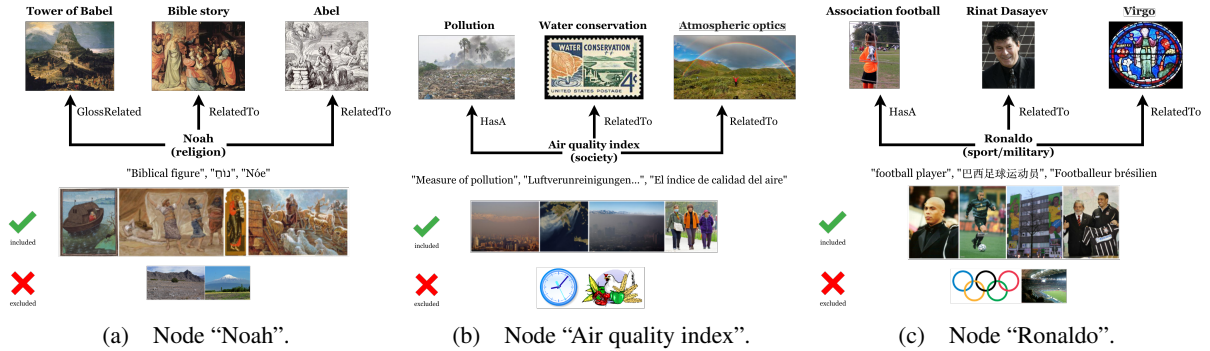 Tower of Babel
Bible story
Abel
GlossRelated
RelatedTo
RelatedTo
Noah
(religion)
"Biblical figure", "נוֹחַ", "Nóe"
included
excluded
(a) Node “Noah”.
Pollution
Water conservation
Atmospheric optics
WATER CONSERVATION
4¢
UNITED STATES POSTAGE
HasA
RelatedTo
RelatedTo
Air quality index
(society)
"Measure of pollution", "Luftverunreinigungen...", "El índice de calidad del aire"
included
excluded
(b) Node “Air quality index”.
Association football
Rinat Dasayev
Virgo
HasA
RelatedTo
RelatedTo
Ronaldo
(sport/military)
"football player", "巴西足球运动员", "Footballeur brésilien
included
excluded
(c) Node “Ronaldo”.